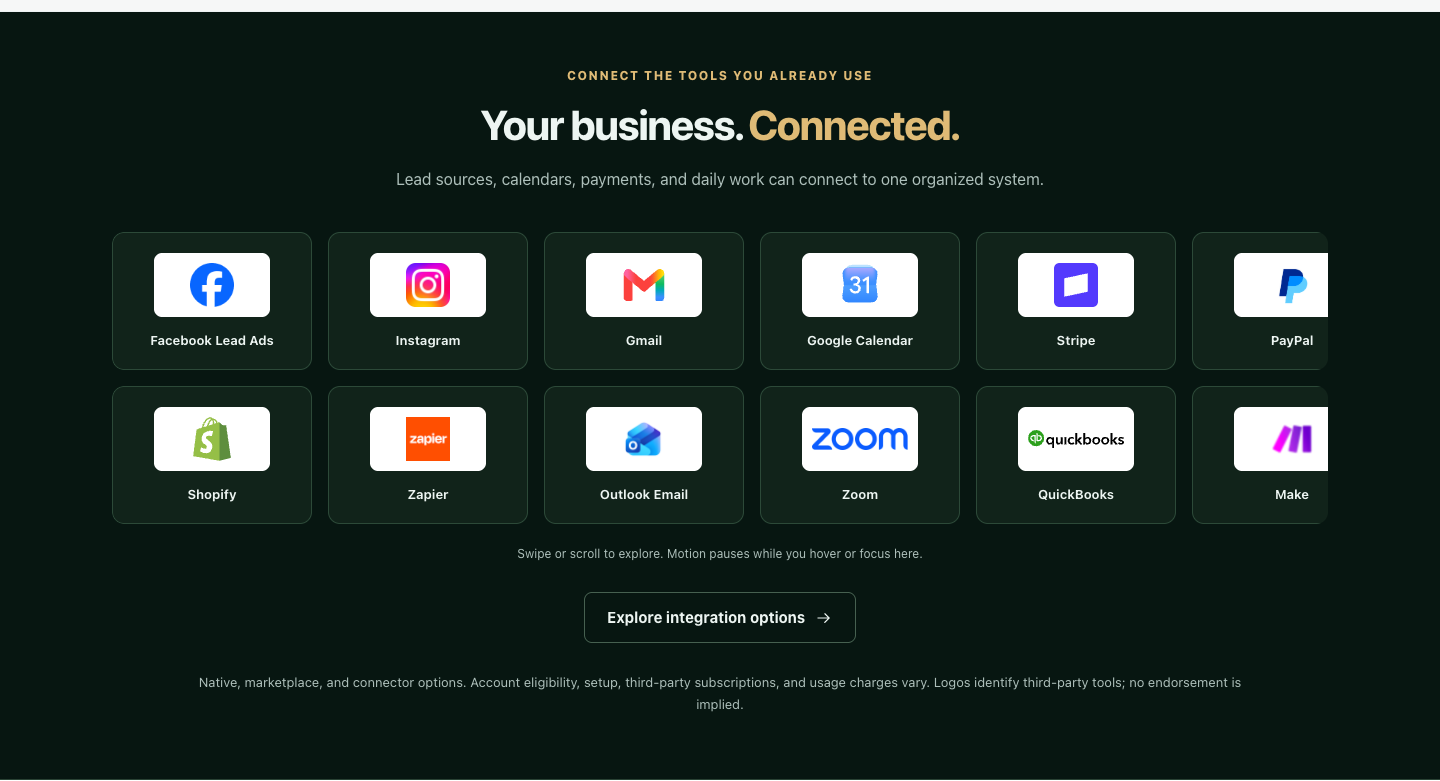 CONNECT THE TOOLS YOU ALREADY USE
Your business. Connected.
Lead sources, calendars, payments, and daily work can connect to one organized system.
31
Facebook Lead Ads
Instagram
Gmail
Google Calendar
Stripe
PayPal
zapier
zoom
qb quickbooks
Shopify
Zapier
Outlook Email
Zoom
QuickBooks
Make
Swipe or scroll to explore. Motion pauses while you hover or focus here.
Explore integration options →
Native, marketplace, and connector options. Account eligibility, setup, third-party subscriptions, and usage charges vary. Logos identify third-party tools; no endorsement is
implied.